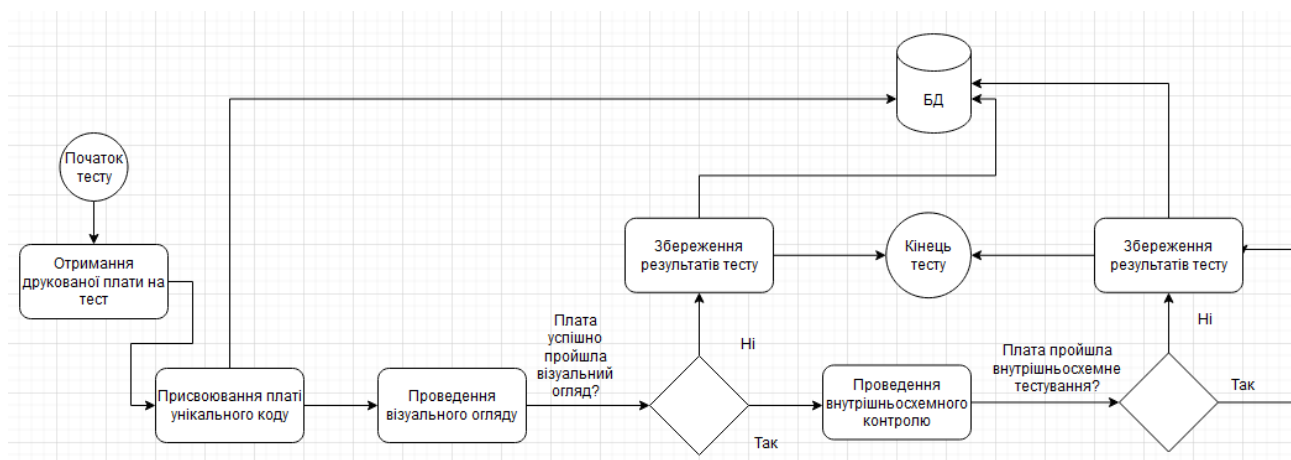 БД
Початок
тесту
Отримання
друкованої плати на
тест
Збереження
результатів тесту
Кінець
тесту
Збереження
результатів тесту
Плата
успішно
пройшла
візуальний
огляд?
Ні
Плата пройшла
внутрішньосхемне
тестування?
Ні
Присвоювання платі
унікального коду
Проведення
візуального огляду
Так
Проведення
внутрішньосхемного
контролю
Так